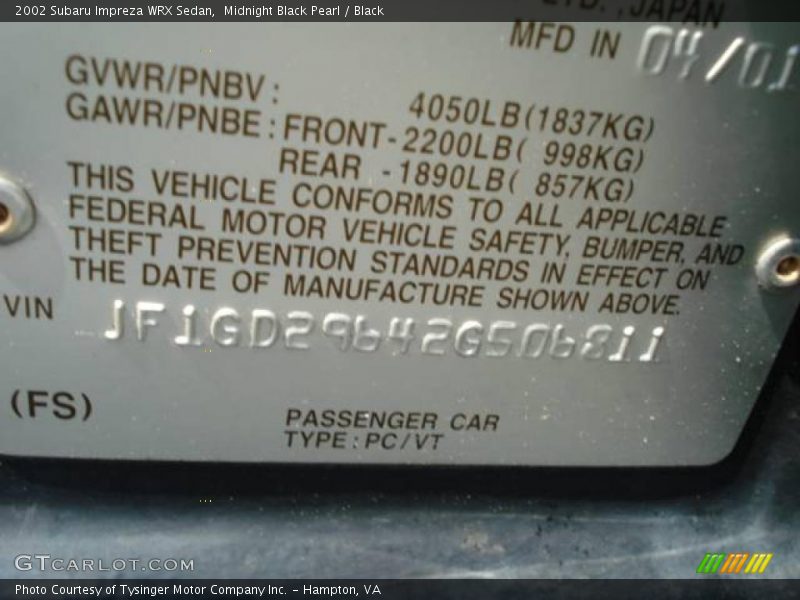 2002 Subaru Impreza WRX Sedan,  Midnight Black Pearl / Black
LTD., JAPAN
MFD IN 04/01
GVWR/PNBV: 4050LB(1837KG)
GAWR/PNBE: FRONT-2200LB( 998KG)
REAR -1890LB( 857KG)
THIS VEHICLE CONFORMS TO ALL APPLICABLE
FEDERAL MOTOR VEHICLE SAFETY, BUMPER, AND
THEFT PREVENTION STANDARDS IN EFFECT ON
THE DATE OF MANUFACTURE SHOWN ABOVE.
VIN JF1GD29642G506811
(FS)
PASSENGER CAR
TYPE: PC/VT
GTCARLOT.COM
Photo Courtesy of Tysinger Motor Company Inc. - Hampton, VA